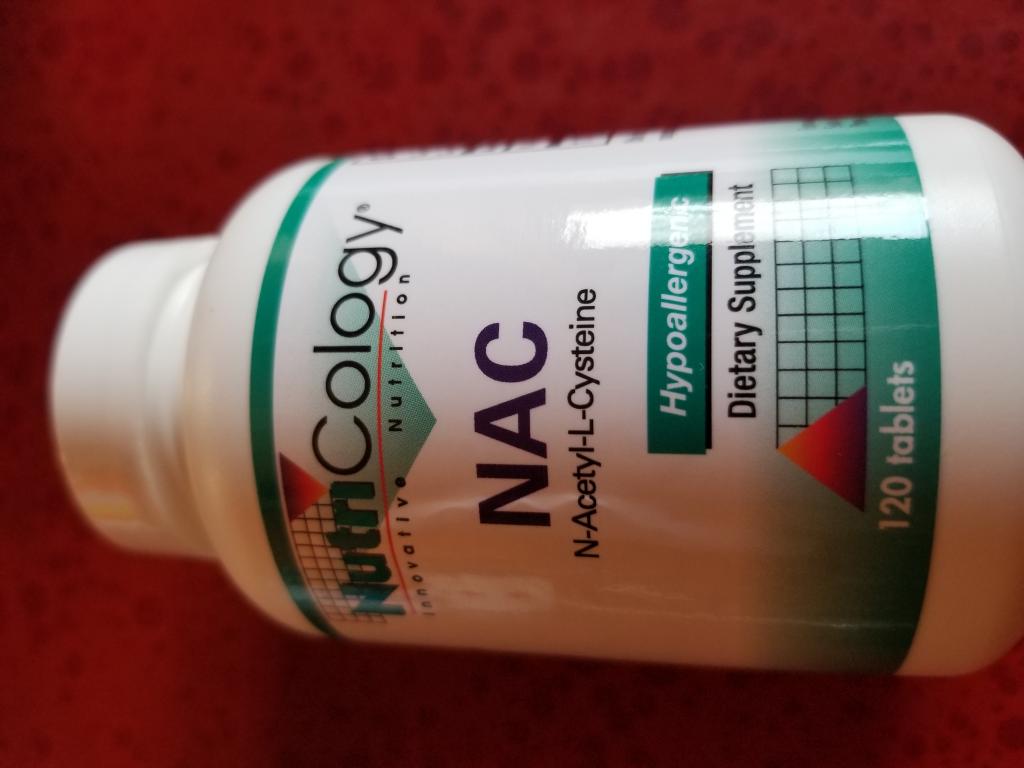 NutriCology®
Innovative Nutrition
NAC
N-Acetyl-L-Cysteine
Hypoallergenic
Dietary Supplement
120 tablets